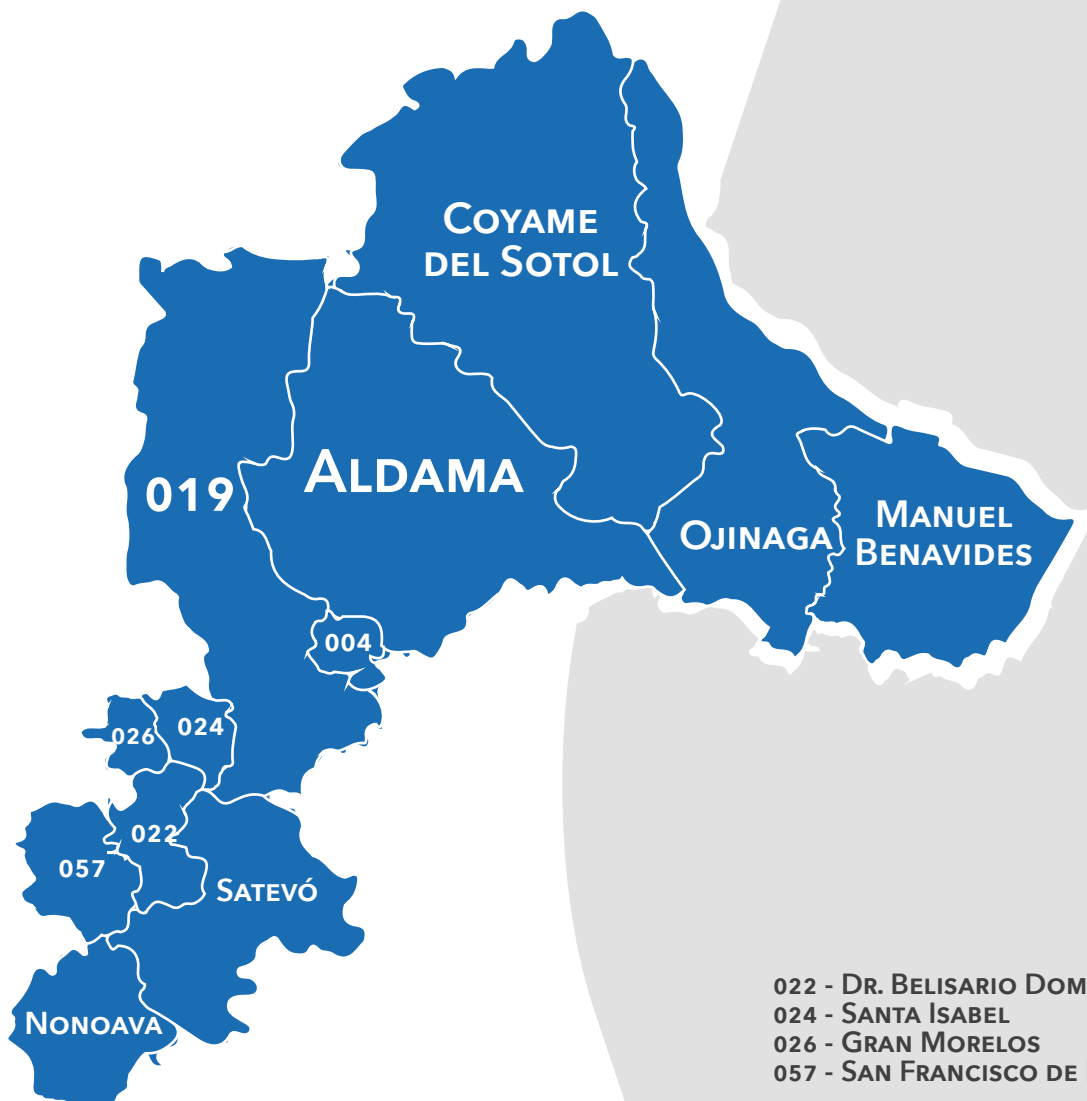 COYAME
DEL SOTOL
ALDAMA
019
OJINAGA
MANUEL
BENAVIDES
004
024
026
022
057
SATEVÓ
NONOAVA
022 - DR. BELISARIO DOM
024 - SANTA ISABEL
026 - GRAN MORELOS
057 - SAN FRANCISCO DE